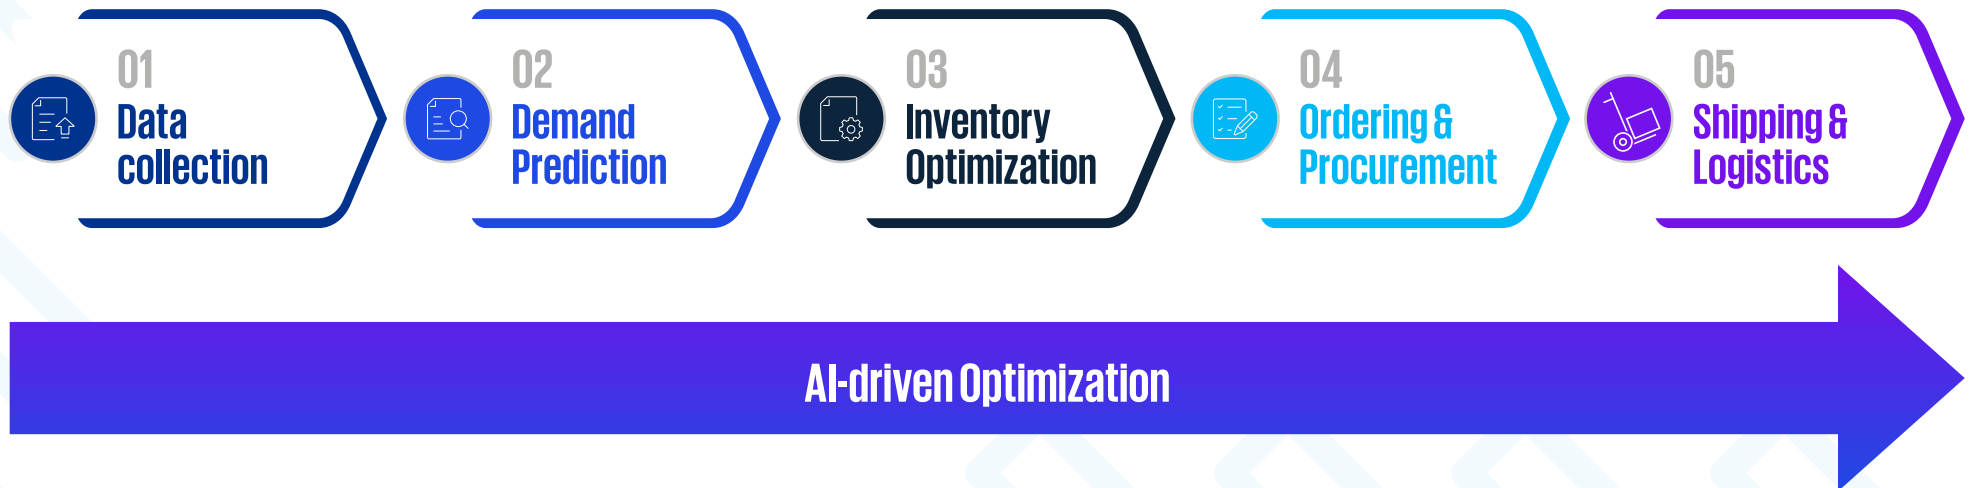 01
Data
collection
02
Demand
Prediction
03
Inventory
Optimization
04
Ordering &
Procurement
05
Shipping &
Logistics
AI-driven Optimization